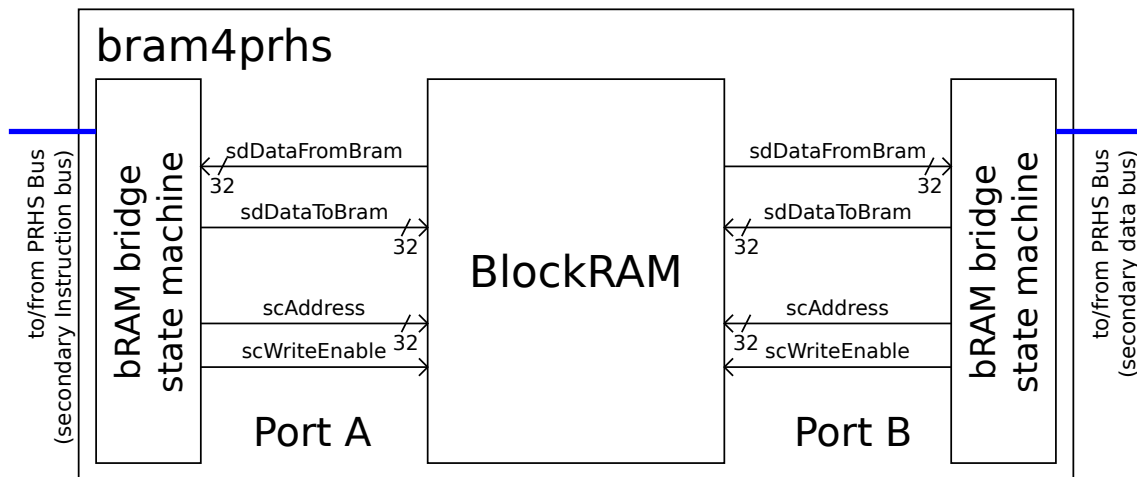 bram4prhs
to/from PRHS Bus
(secondary Instruction bus)
bRAM bridge
state machine
sdDataFromBram
32
sdDataToBram
32
scAddress
32
scWriteEnable
Port A
BlockRAM
sdDataFromBram
32
sdDataToBram
32
scAddress
32
scWriteEnable
Port B
bRAM bridge
state machine
to/from PRHS Bus
(secondary data bus)